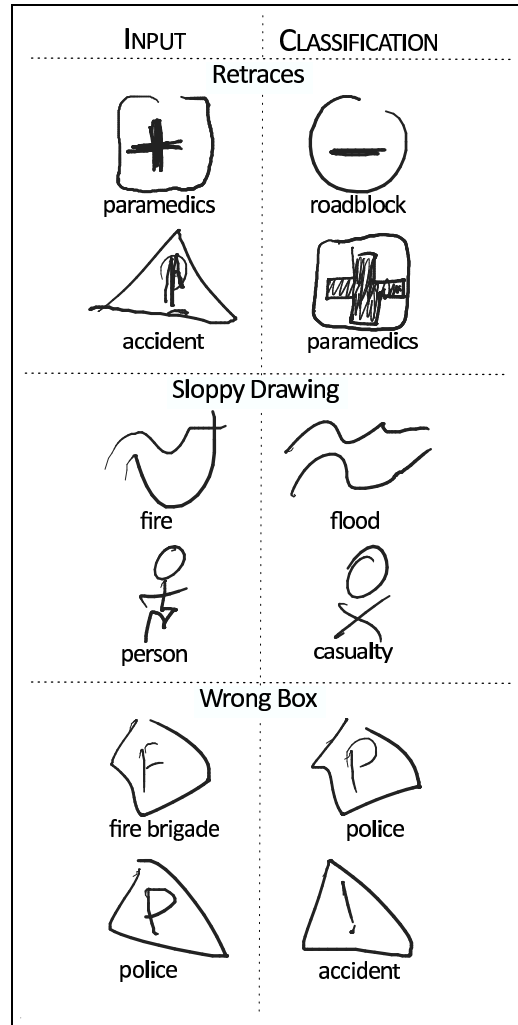 INPUT CLASSIFICATION
Retraces
paramedics roadblock
P
accident paramedics
Sloppy Drawing
fire flood
person casualty
Wrong Box
F P
fire brigade police
P !
police accident